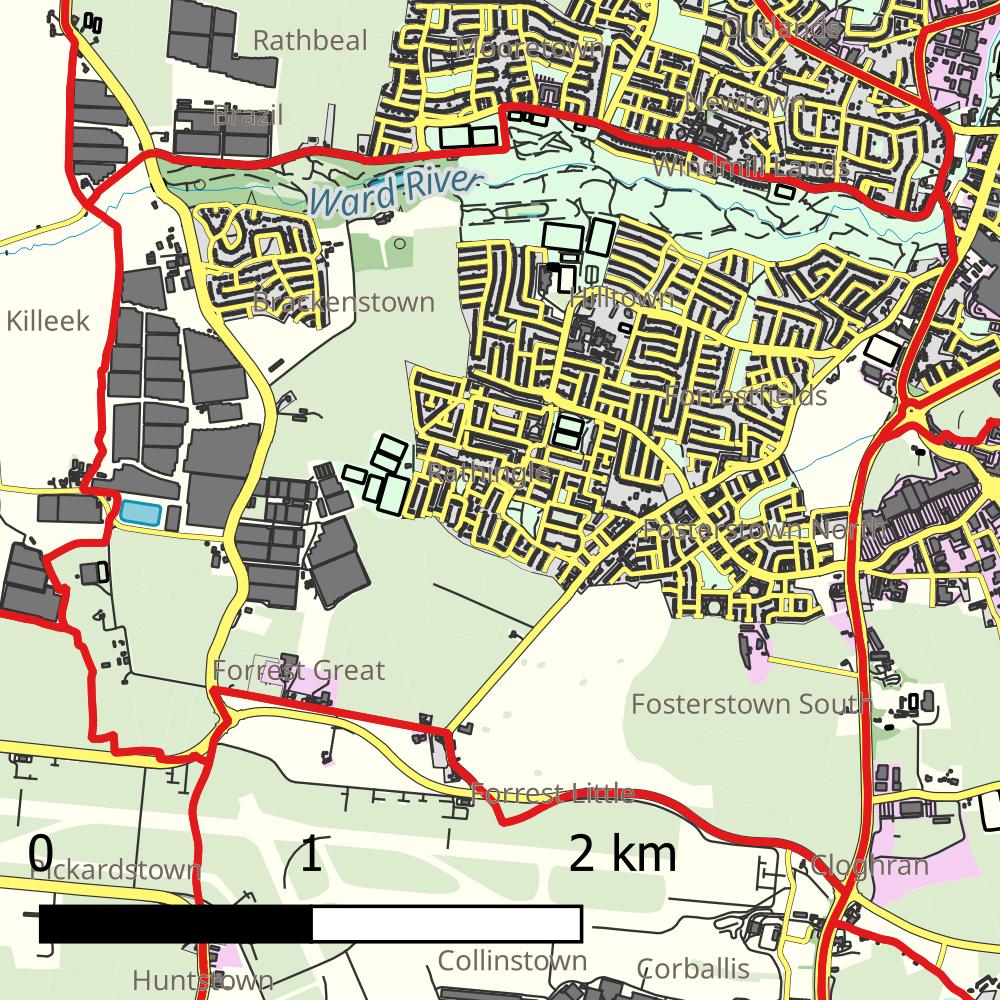 Outlands
Rathbeal
Mooretown
Newtown
Brazil
Windmill Lands
Ward River
Brackenstown
Hilltown
Killeek
Forrestfields
Rathingle
Fosterstown North
Forrest Great
Fosterstown South
Forrest Little
0
1
2 km
Pickardstown
Cloghran
Collinstown
Corballis
Huntstown